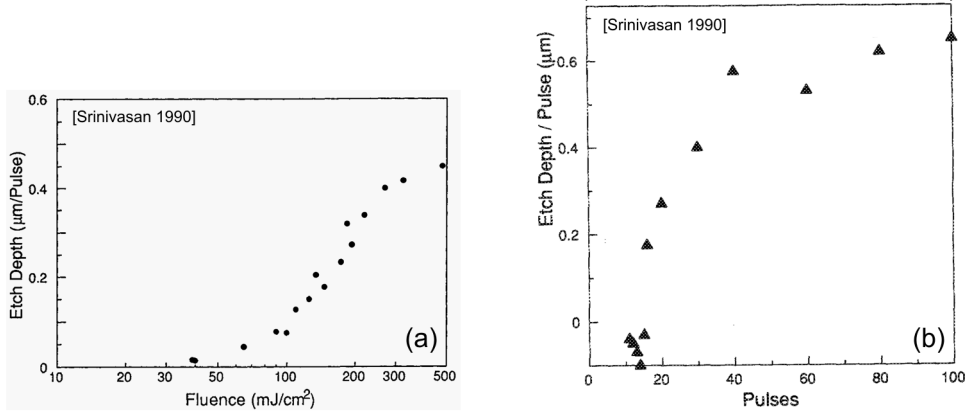 [Srinivasan 1990]
0.6
0.4
0.2
0
Etch Depth (μm/Pulse)
(a)
10 20 30 50 100 200 300 500
Fluence (mJ/cm²)
[Srinivasan 1990]
0.6
0.4
0.2
0
Etch Depth / Pulse (μm)
(b)
0 20 40 60 80 100
Pulses